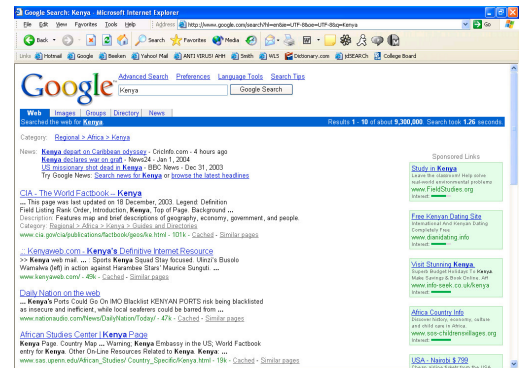 Google Search: Kenya - Microsoft Internet Explorer
File Edit View Favorites Tools Help Address http://www.google.com/search?hl=en&ie=UTF-8&oe=UTF-8&q=Kenya Go
Back Search Favorites Media
Links Hotmail Google Beeken Yahoo! Mail ANTI VIRUS! AHH Smith WLS Dictionary.com College Board
Google
Advanced Search Preferences Language Tools Search Tips
Kenya Google Search
Web Images Groups Directory News
Searched the web for Kenya. Results 1 - 10 of about 9,300,000. Search took 1.26 seconds.
Category: Regional > Africa > Kenya
News: Kenya depart on Caribbean odyssey - CricInfo.com - 4 hours ago
Kenya declares war on graft - News24 - Jan 1, 2004
US missionary shot dead in Kenya - BBC News - Dec 31, 2003
Try Google News: Search news for Kenya or browse the latest headlines
CIA - The World Factbook -- Kenya
... This page was last updated on 18 December, 2003. Legend: Definition
Field Listing Rank Order, Introduction, Kenya, Top of Page. Background ...
Description: Features map and brief descriptions of geography, economy, government, and people.
Category: Regional > Africa > Kenya > Guides and Directories
www.cia.gov/cia/publications/factbook/geos/ke.html - 101k - Cached - Similar pages
:: Kenyaweb.com - Kenya's Definitive Internet Resource
>> Kenya web mail. ... : Sports Kenya Squad Stay focused. Umzi's Busolo
Wamalwa (left) in action against Harambee Stars' Maurice Sunguti. ...
www.kenyaweb.com/ - 49k - Cached - Similar pages
Daily Nation on the web
... Kenya's Ports Could Go On IMO Blacklist KENYAN PORTS risk being blacklisted
as insecure and inefficient, while local seafarers could be barred from ...
www.nationaudio.com/News/DailyNation/Today/ - 47k - Cached - Similar pages
African Studies Center | Kenya Page
Kenya Page. Country Map ... Warning; Kenya Embassy in the US; World Factbook
entry for Kenya. Other On-Line Resources Related to Kenya. Kenya: ...
www.sas.upenn.edu/African_Studies/ Country_Specific/Kenya.html - 19k - Cached - Similar pages
Sponsored Links
Study in Kenya
Leave the classroom! Help solve
real-world environmental problems
www.FieldStudies.org
Interest:
Free Kenyan Dating Site
International And Kenyan Dating
Completely Free
www.dianidating.info
Interest:
Visit Stunning Kenya.
Superb Budget Holidays To Kenya.
Make Savings & Book Online. AH
www.info-seek.co.uk/kenya
Interest:
Africa Country Info
Discover history, economy, culture
and child care in Africa.
www.sos-childrensvillages.org
Interest:
USA - Nairobi $ 799